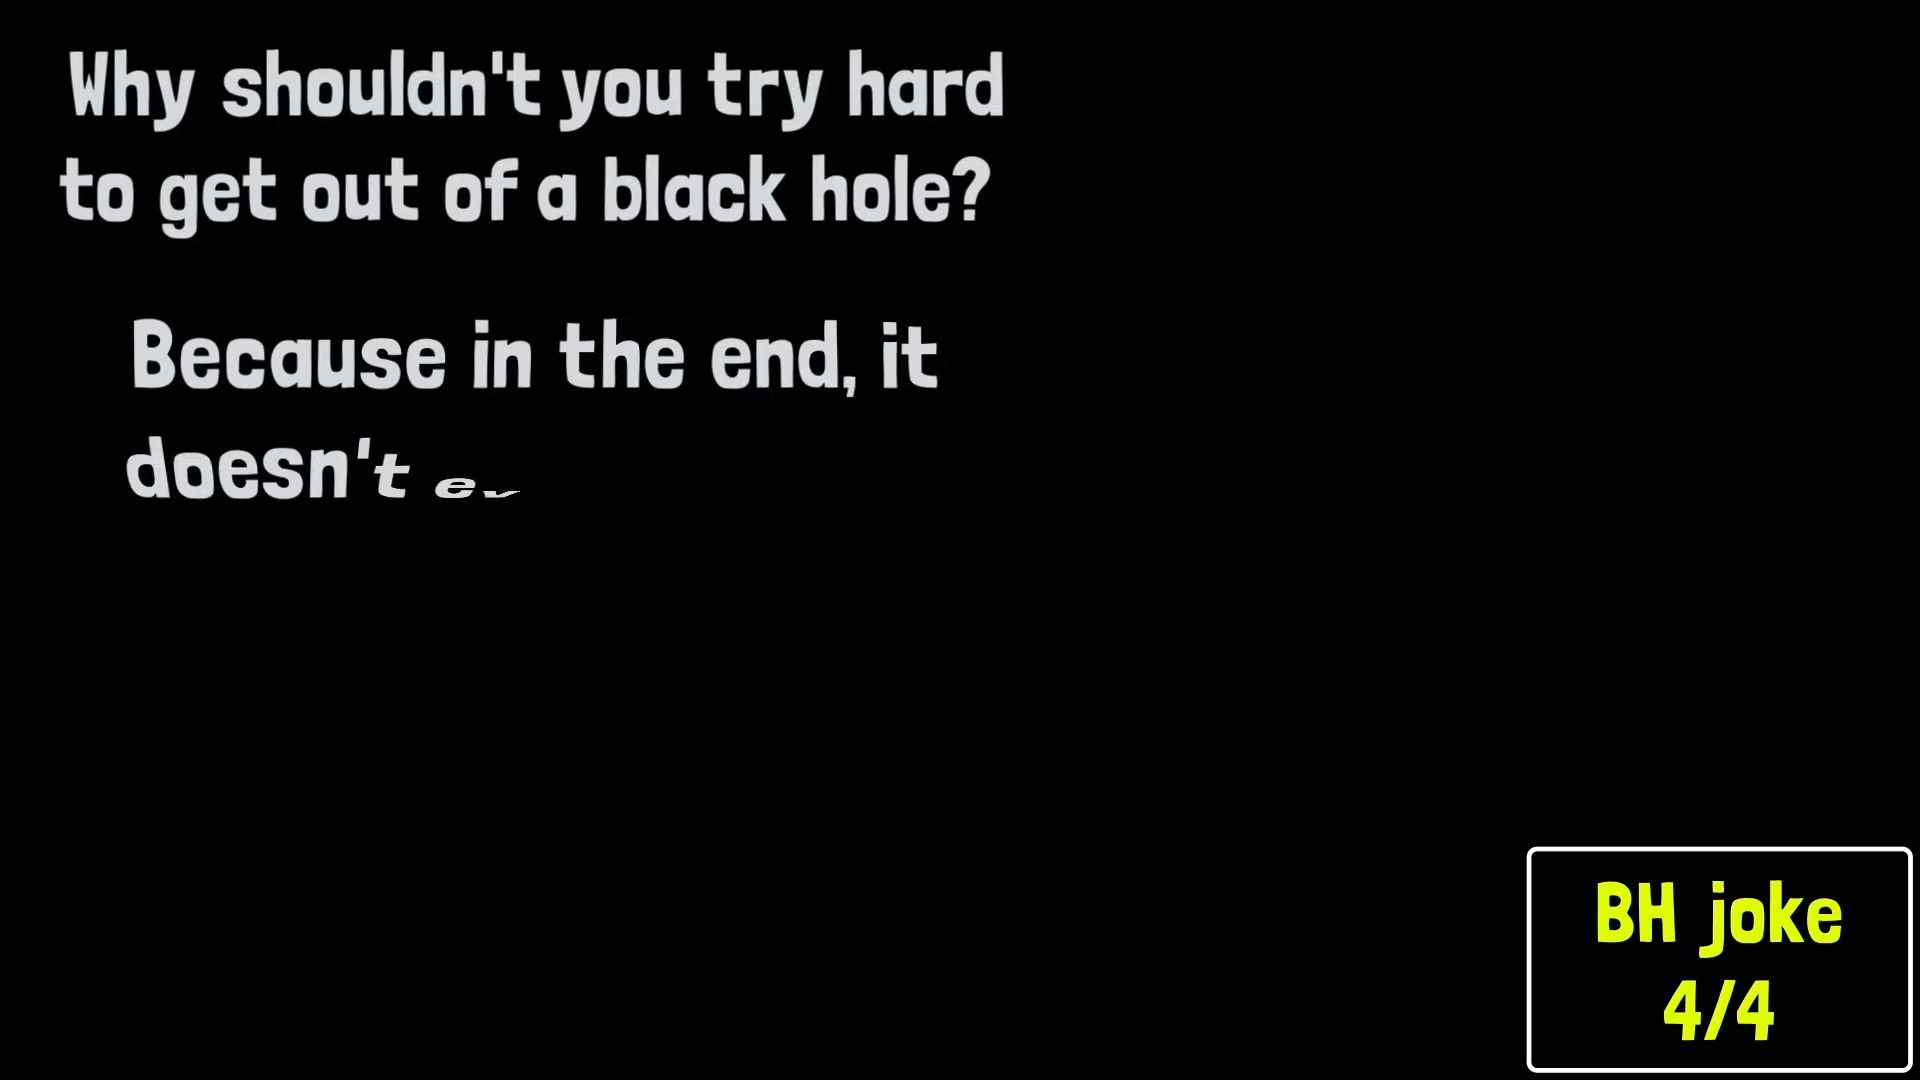 Why shouldn't you try hard
to get out of a black hole?
Because in the end, it
doesn't ev
BH joke
4/4